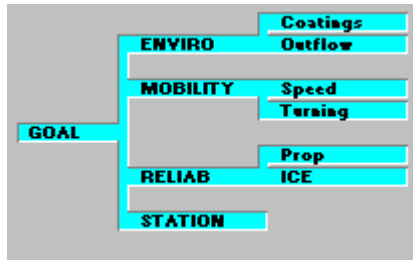 Coatings
ENVIRO Outflow
MOBILITY Speed
Turning
GOAL
Prop
RELIAB ICE
STATION